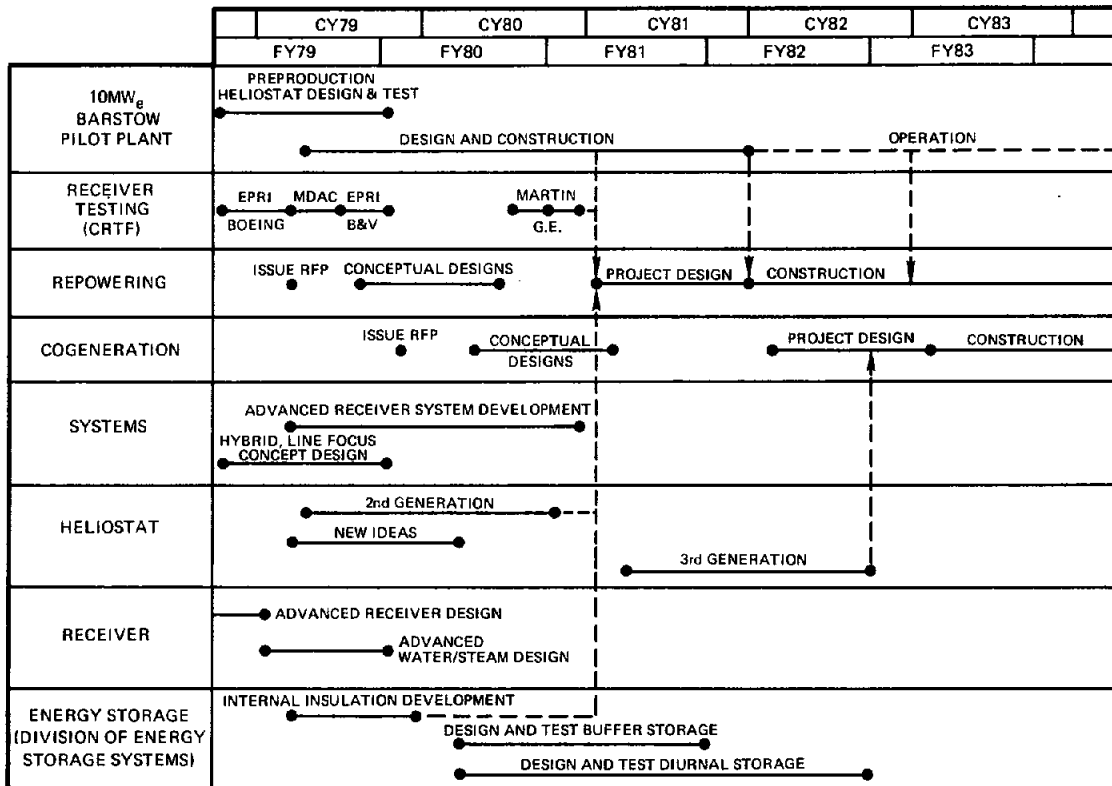 CY79 CY80 CY81 CY82 CY83
FY79 FY80 FY81 FY82 FY83
10MWe
BARSTOW
PILOT PLANT
PREPRODUCTION
HELIOSTAT DESIGN & TEST
DESIGN AND CONSTRUCTION
OPERATION
RECEIVER
TESTING
(CRTF)
EPRI MDAC EPRI
BOEING B&V
MARTIN
G.E.
REPOWERING
ISSUE RFP
CONCEPTUAL DESIGNS
PROJECT DESIGN
CONSTRUCTION
COGENERATION
ISSUE RFP
CONCEPTUAL
DESIGNS
PROJECT DESIGN
CONSTRUCTION
SYSTEMS
ADVANCED RECEIVER SYSTEM DEVELOPMENT
HYBRID, LINE FOCUS
CONCEPT DESIGN
HELIOSTAT
2nd GENERATION
NEW IDEAS
3rd GENERATION
RECEIVER
ADVANCED RECEIVER DESIGN
ADVANCED
WATER/STEAM DESIGN
ENERGY STORAGE
(DIVISION OF ENERGY
STORAGE SYSTEMS)
INTERNAL INSULATION DEVELOPMENT
DESIGN AND TEST BUFFER STORAGE
DESIGN AND TEST DIURNAL STORAGE